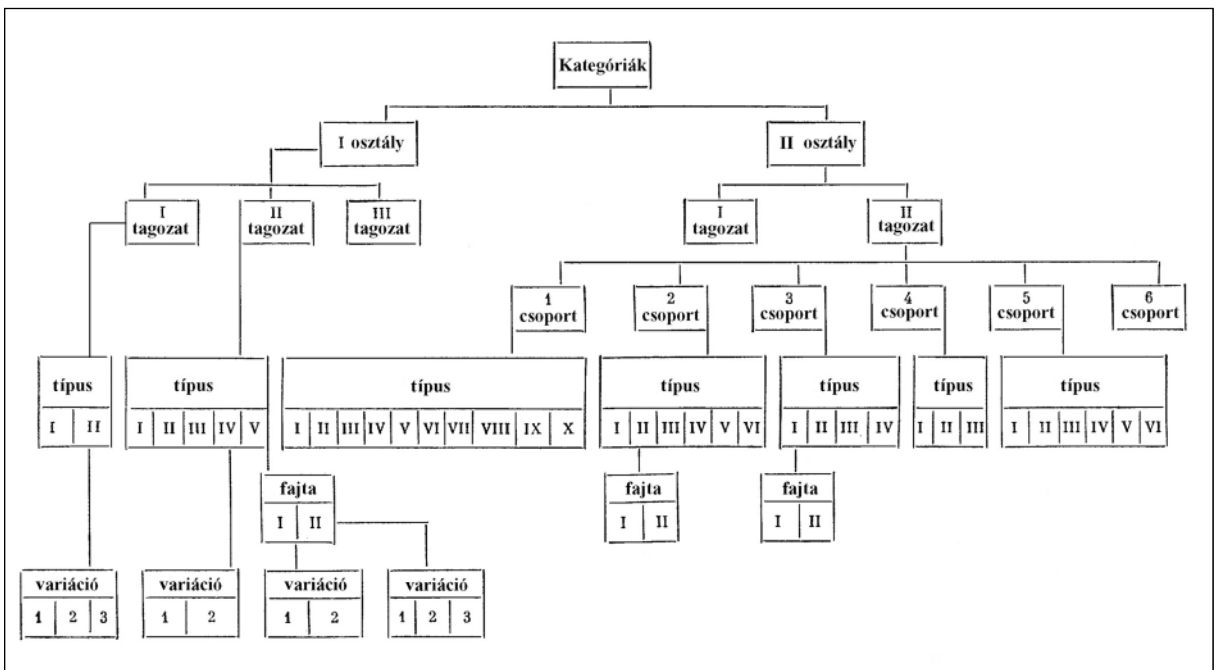 Kategóriák
I osztály
II osztály
I
tagozat
II
tagozat
III
tagozat
I
tagozat
II
tagozat
1
csoport
2
csoport
3
csoport
4
csoport
5
csoport
6
csoport
típus
I II
típus
I II III IV V
típus
I II III IV V VI VII VIII IX X
típus
I II III IV V VI
típus
I II III IV
típus
I II III
típus
I II III IV V VI
fajta
I II
fajta
I II
fajta
I II
variáció
1 2 3
variáció
1 2
variáció
1 2
variáció
1 2 3